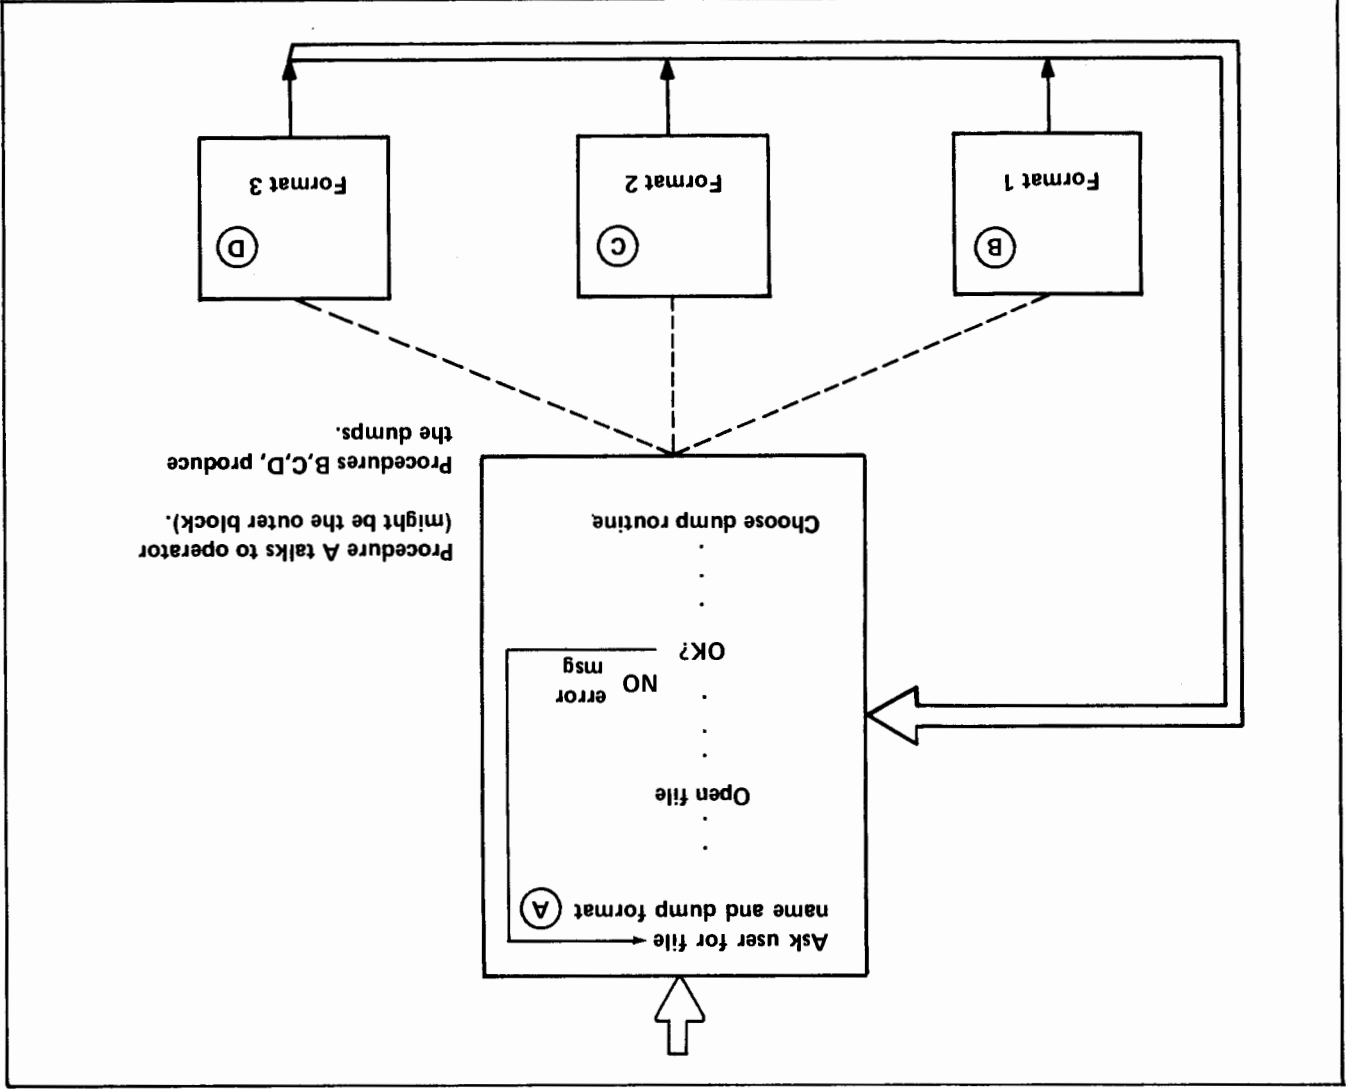 Ask user for file
name and dump format
A
.
.
Open file
.
.
.
OK?
NO
error
msg
.
.
.
Choose dump routine.
Procedure A talks to operator
(might be the outer block).
Procedures B,C,D, produce
the dumps.
B
Format 1
C
Format 2
D
Format 3